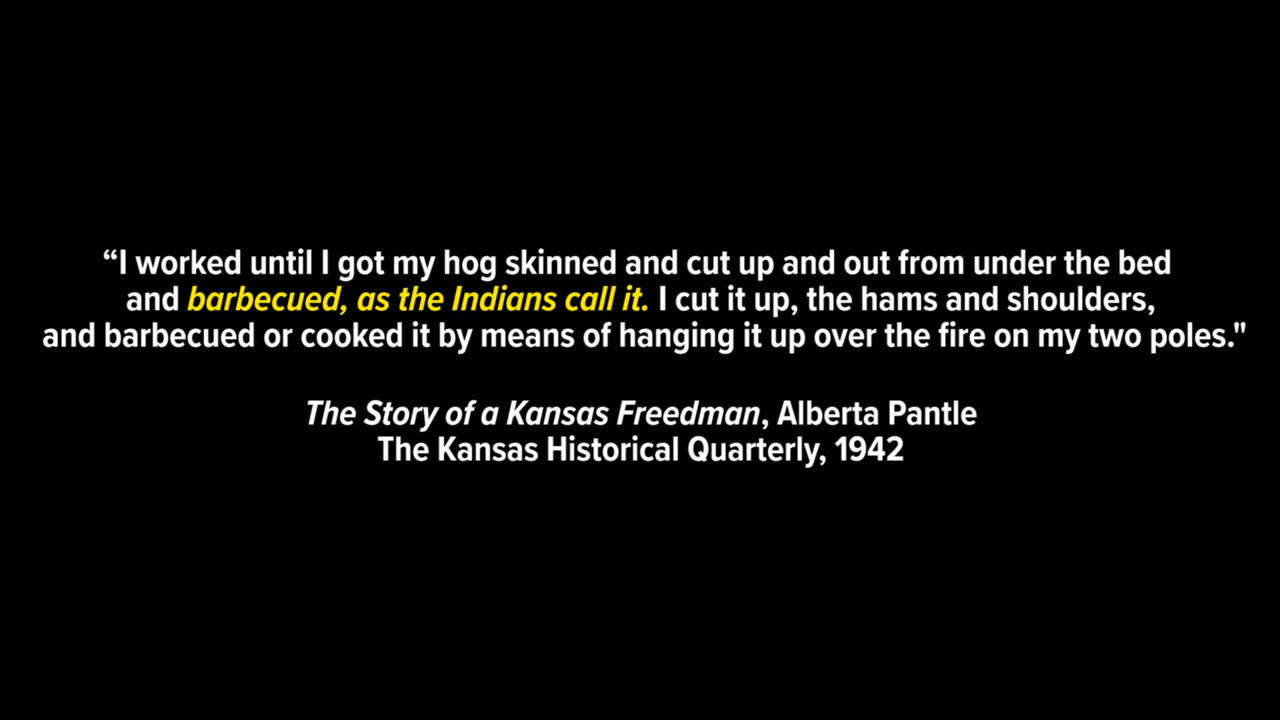 “I worked until I got my hog skinned and cut up and out from under the bed
and barbecued, as the Indians call it. I cut it up, the hams and shoulders,
and barbecued or cooked it by means of hanging it up over the fire on my two poles."
The Story of a Kansas Freedman, Alberta Pantle
The Kansas Historical Quarterly, 1942